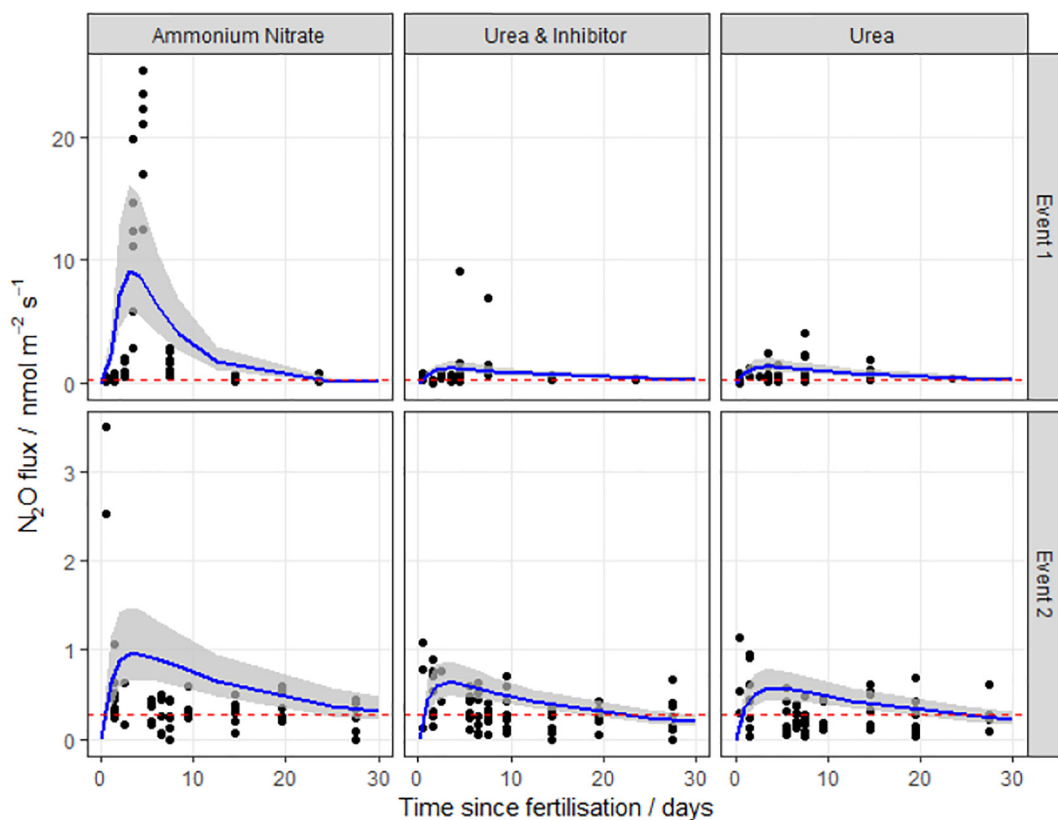 Ammonium Nitrate
Urea & Inhibitor
Urea
Event 1
20
10
0
Event 2
3
2
1
0
N₂O flux / nmol m⁻² s⁻¹
0 10 20 30
0 10 20 30
0 10 20 30
Time since fertilisation / days